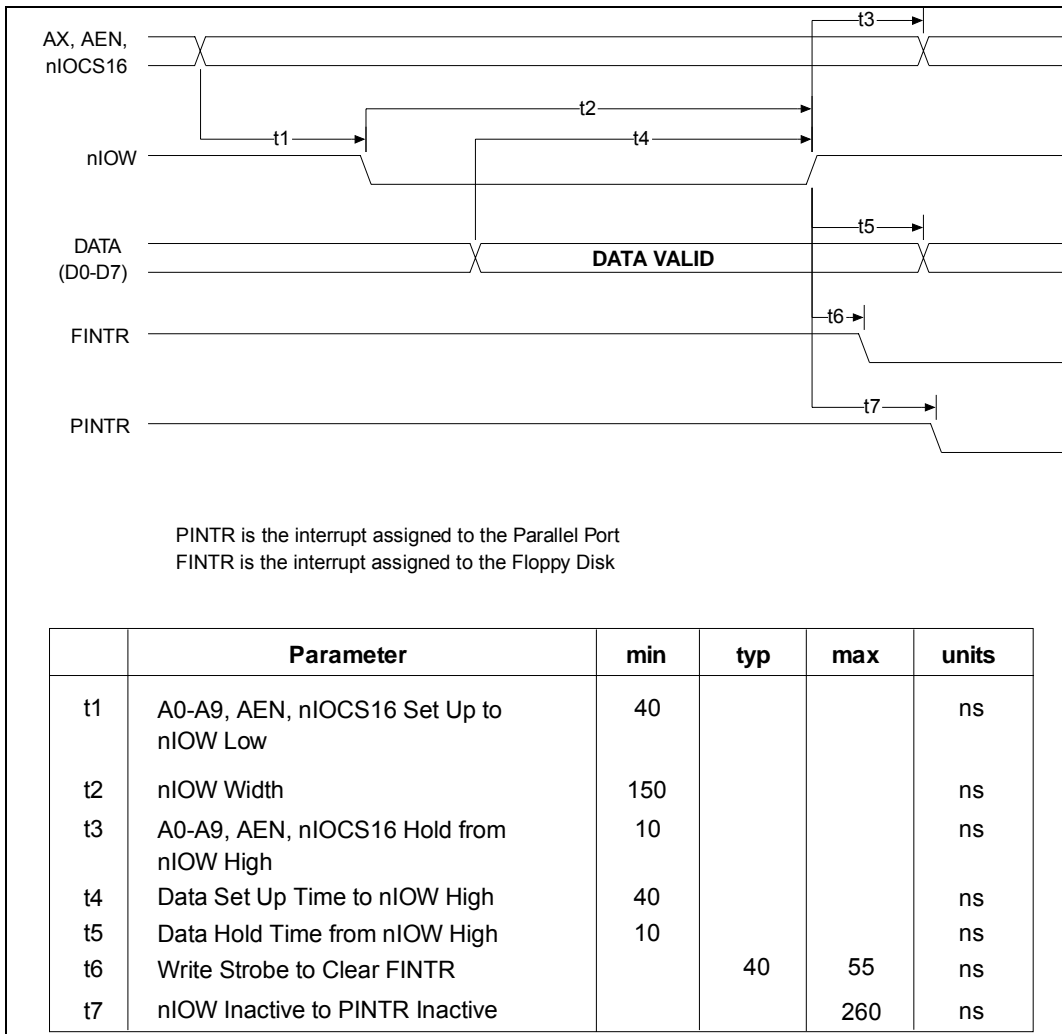 t3
AX, AEN,
nIOCS16
t2
t1
t4
nIOW
t5
DATA
(D0-D7)
DATA VALID
t6
FINTR
t7
PINTR
PINTR is the interrupt assigned to the Parallel Port
FINTR is the interrupt assigned to the Floppy Disk
Parameter min typ max units
t1 A0-A9, AEN, nIOCS16 Set Up to 40 ns
nIOW Low
t2 nIOW Width 150 ns
t3 A0-A9, AEN, nIOCS16 Hold from 10 ns
nIOW High
t4 Data Set Up Time to nIOW High 40 ns
t5 Data Hold Time from nIOW High 10 ns
t6 Write Strobe to Clear FINTR 40 55 ns
t7 nIOW Inactive to PINTR Inactive 260 ns